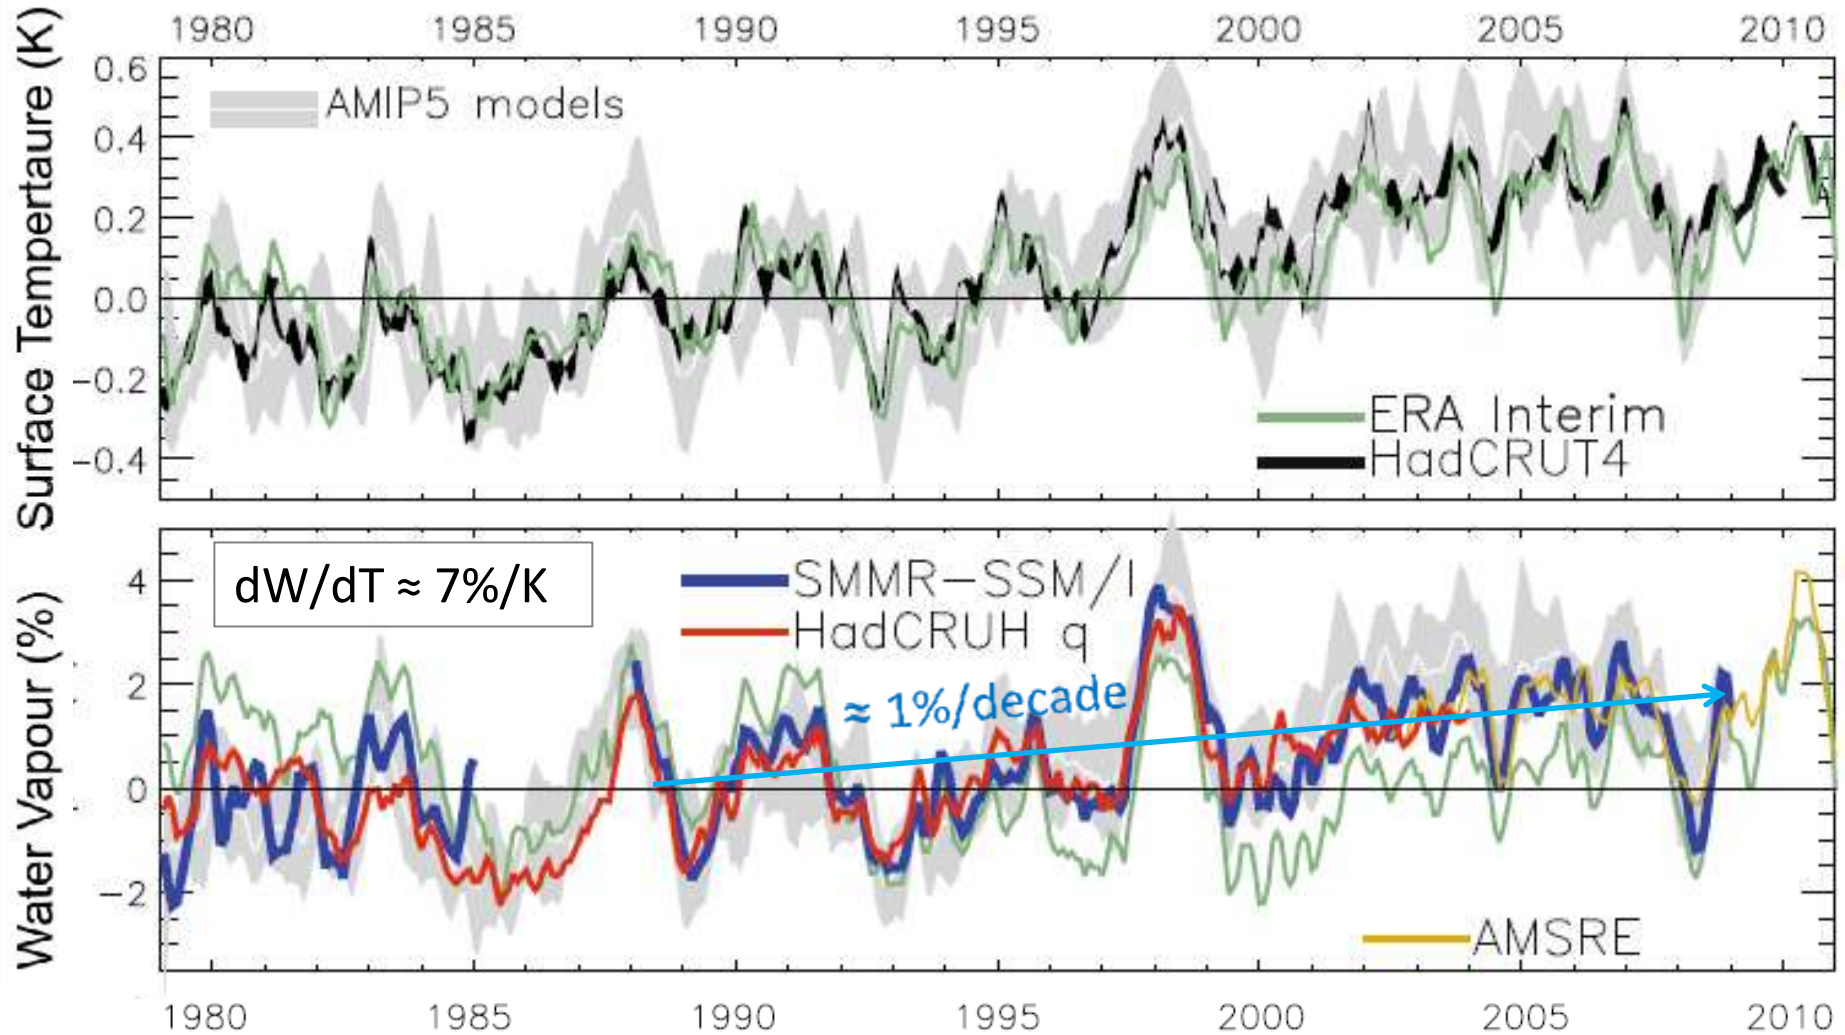 1980 1985 1990 1995 2000 2005 2010
Surface Tempertaure (K)
0.6
0.4
0.2
0.0
−0.2
−0.4
AMIP5 models
ERA Interim
HadCRUT4
Water Vapour (%)
4
2
0
−2
dW/dT ≈ 7%/K
SMMR−SSM/I
HadCRUH q
≈ 1%/decade
AMSRE
1980 1985 1990 1995 2000 2005 2010